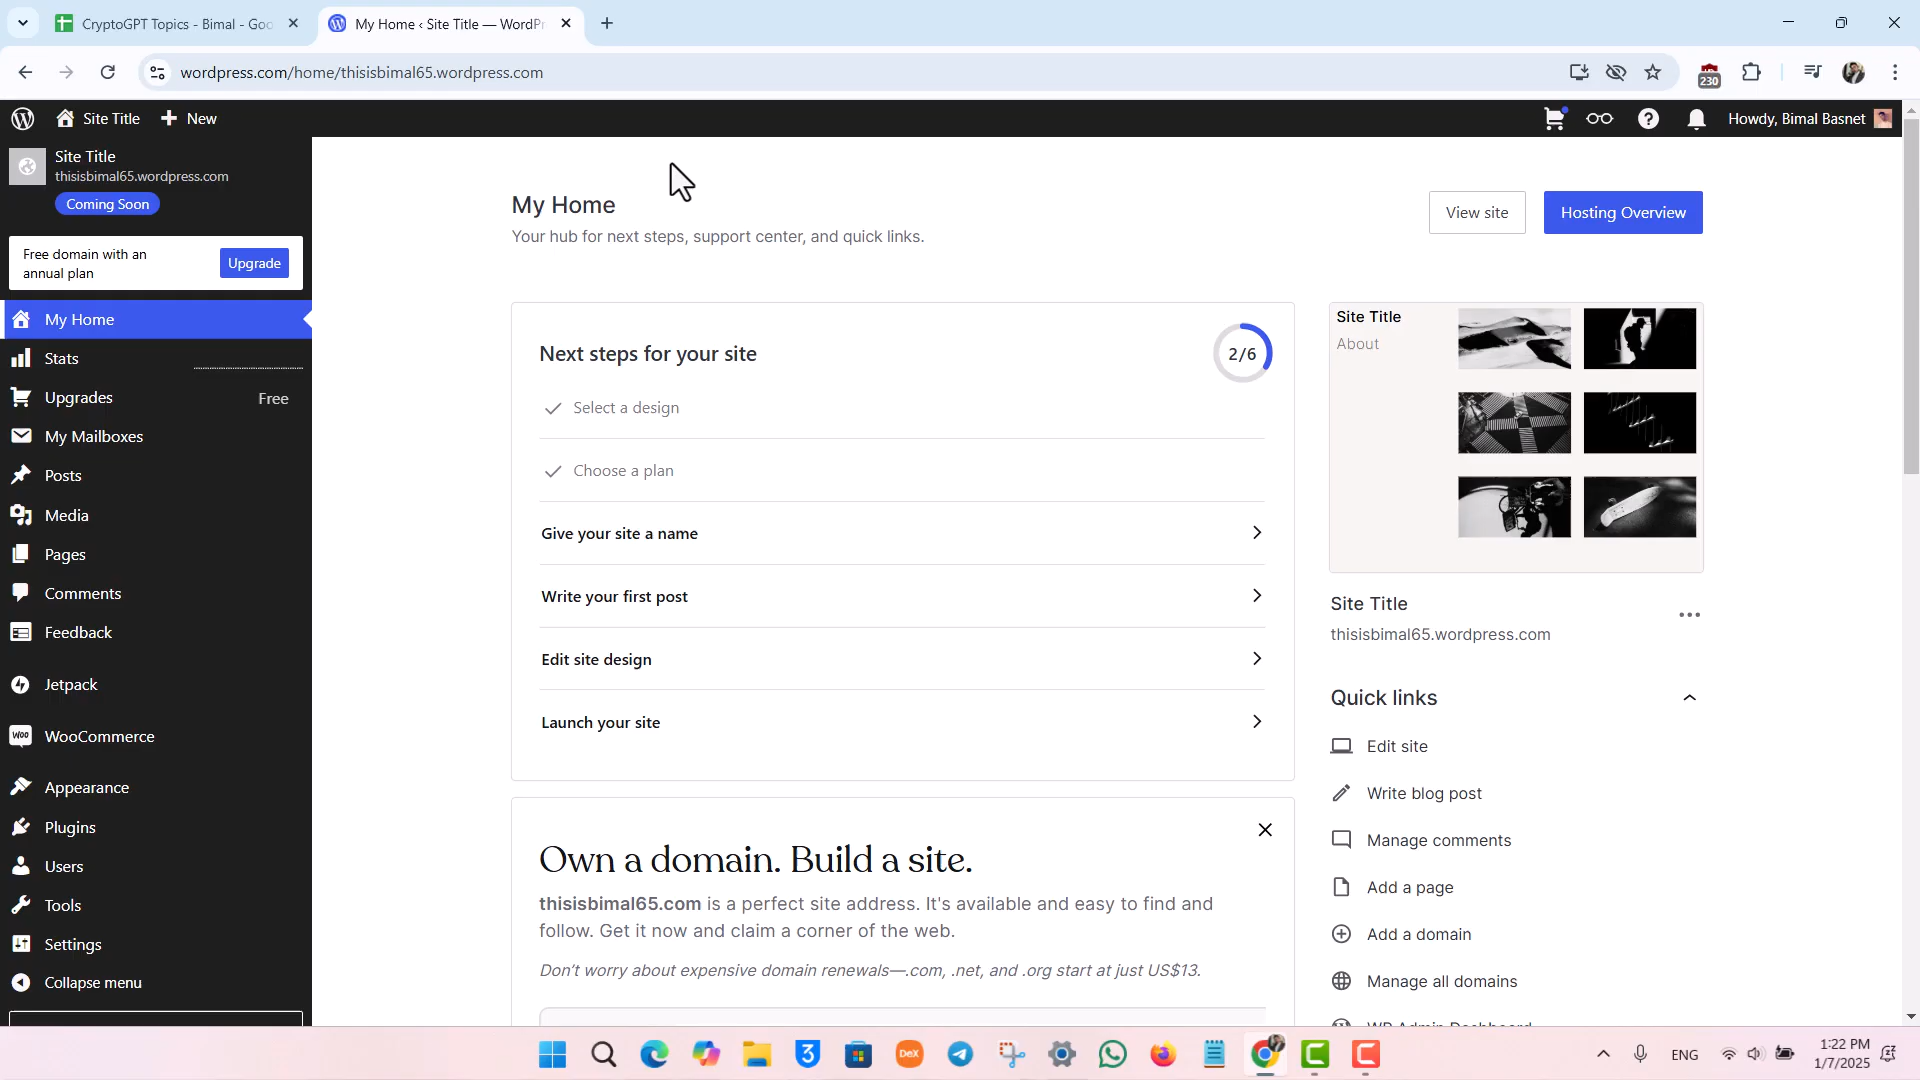 CryptoGPT Topics - Bimal - Goo
My Home ‹ Site Title — WordPr
wordpress.com/home/thisisbimal65.wordpress.com
230
Site Title
New
Howdy, Bimal Basnet
Site Title
thisisbimal65.wordpress.com
Coming Soon
Free domain with an
annual plan
Upgrade
My Home
Stats
Upgrades
Free
My Mailboxes
Posts
Media
Pages
Comments
Feedback
Jetpack
WooCommerce
Appearance
Plugins
Users
Tools
Settings
Collapse menu
My Home
Your hub for next steps, support center, and quick links.
View site
Hosting Overview
Next steps for your site
2/6
Select a design
Choose a plan
Give your site a name
Write your first post
Edit site design
Launch your site
Own a domain. Build a site.
thisisbimal65.com is a perfect site address. It's available and easy to find and
follow. Get it now and claim a corner of the web.
Don't worry about expensive domain renewals—.com, .net, and .org start at just US$13.
Site Title
About
Site Title
thisisbimal65.wordpress.com
Quick links
Edit site
Write blog post
Manage comments
Add a page
Add a domain
Manage all domains
WP Admin Dashboard
DeX
ENG
1:22 PM
1/7/2025